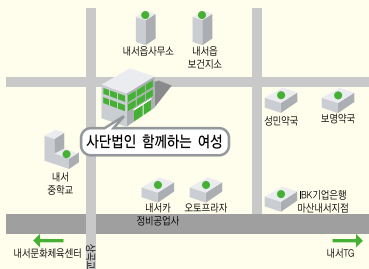 내서읍사무소
내서읍
보건지소
성민약국
보명약국
사단법인 함께하는 여성
내서
중학교
내서카
정비공업사
오토프라자
IBK기업은행
마산내서지점
내서문화체육센터
삼곡교
내서TG